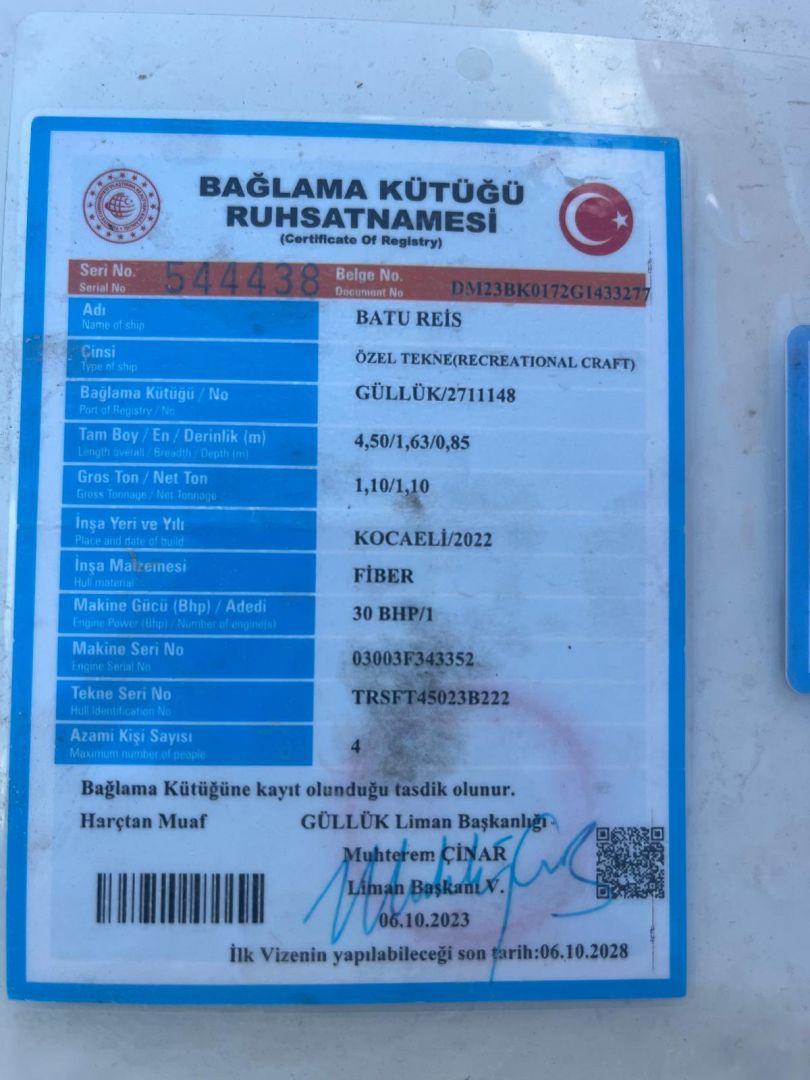 BAĞLAMA KÜTÜĞÜ
RUHSATNAMESİ
(Certificate Of Registry)
Seri No. 544438 Belge No.
Serial No Document No DM23BK0172G1433277
Adı
Name of ship BATU REİS
Cinsi
Type of ship ÖZEL TEKNE(RECREATIONAL CRAFT)
Bağlama Kütüğü / No
Port of Registry / No GÜLLÜK/2711148
Tam Boy / En / Derinlik (m)
Length overall / Breadth / Depth (m) 4,50/1,63/0,85
Gros Ton / Net Ton
Gross Tonnage / Net Tonnage 1,10/1,10
İnşa Yeri ve Yılı
Place and date of build KOCAELİ/2022
İnşa Malzemesi
Hull material FİBER
Makine Gücü (Bhp) / Adedi
Engine Power (Bhp) / Number of engine(s) 30 BHP/1
Makine Seri No
Engine Serial No 03003F343352
Tekne Seri No
Hull Identification No TRSFT45023B222
Azami Kişi Sayısı
Maximum number of people 4
Bağlama Kütüğüne kayıt olunduğu tasdik olunur.
Harçtan Muaf GÜLLÜK Liman Başkanlığı
Muhterem ÇİNAR
Liman Başkanı V.
06.10.2023
İlk Vizenin yapılabileceği son tarih:06.10.2028